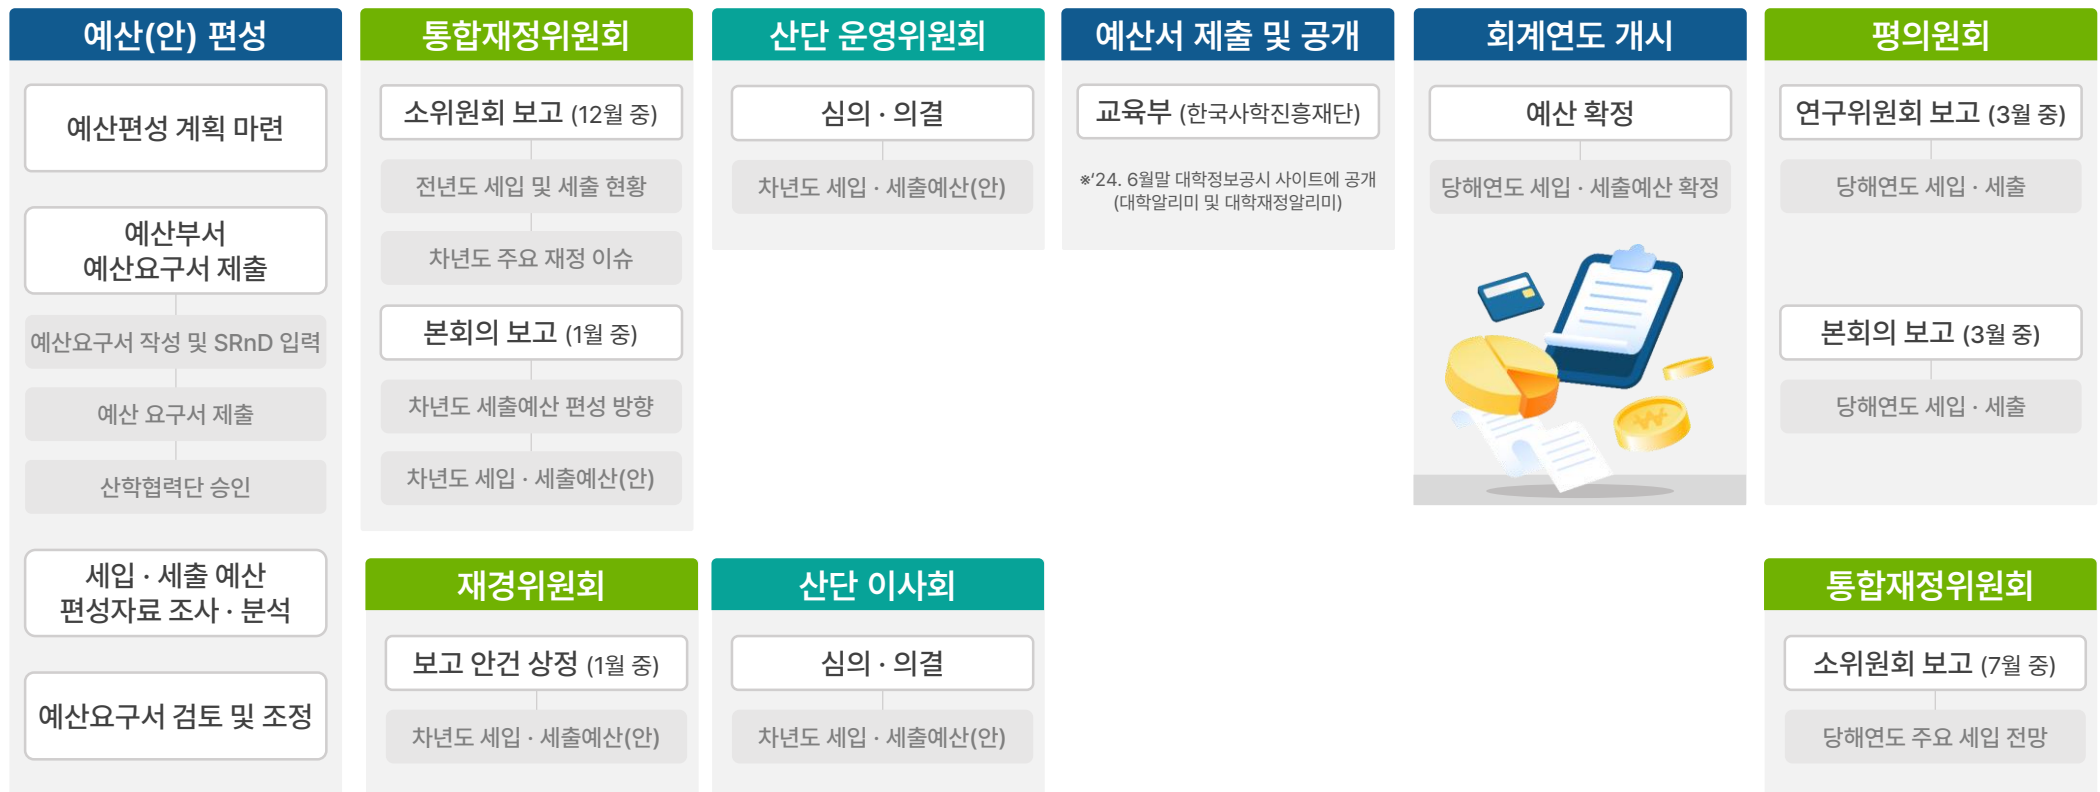 예산(안) 편성
예산편성 계획 마련
예산부서
예산요구서 제출
예산요구서 작성 및 SRnD 입력
예산 요구서 제출
산학협력단 승인
세입 · 세출 예산
편성자료 조사 · 분석
예산요구서 검토 및 조정
통합재정위원회
소위원회 보고 (12월 중)
전년도 세입 및 세출 현황
차년도 주요 재정 이슈
본회의 보고 (1월 중)
차년도 세출예산 편성 방향
차년도 세입 · 세출예산(안)
재경위원회
보고 안건 상정 (1월 중)
차년도 세입 · 세출예산(안)
산단 운영위원회
심의 · 의결
차년도 세입 · 세출예산(안)
산단 이사회
심의 · 의결
차년도 세입 · 세출예산(안)
예산서 제출 및 공개
교육부 (한국사학진흥재단)
※'24. 6월말 대학정보공시 사이트에 공개
(대학알리미 및 대학재정알리미)
회계연도 개시
예산 확정
당해연도 세입 · 세출예산 확정
평의원회
연구위원회 보고 (3월 중)
당해연도 세입 · 세출
본회의 보고 (3월 중)
당해연도 세입 · 세출
통합재정위원회
소위원회 보고 (7월 중)
당해연도 주요 세입 전망